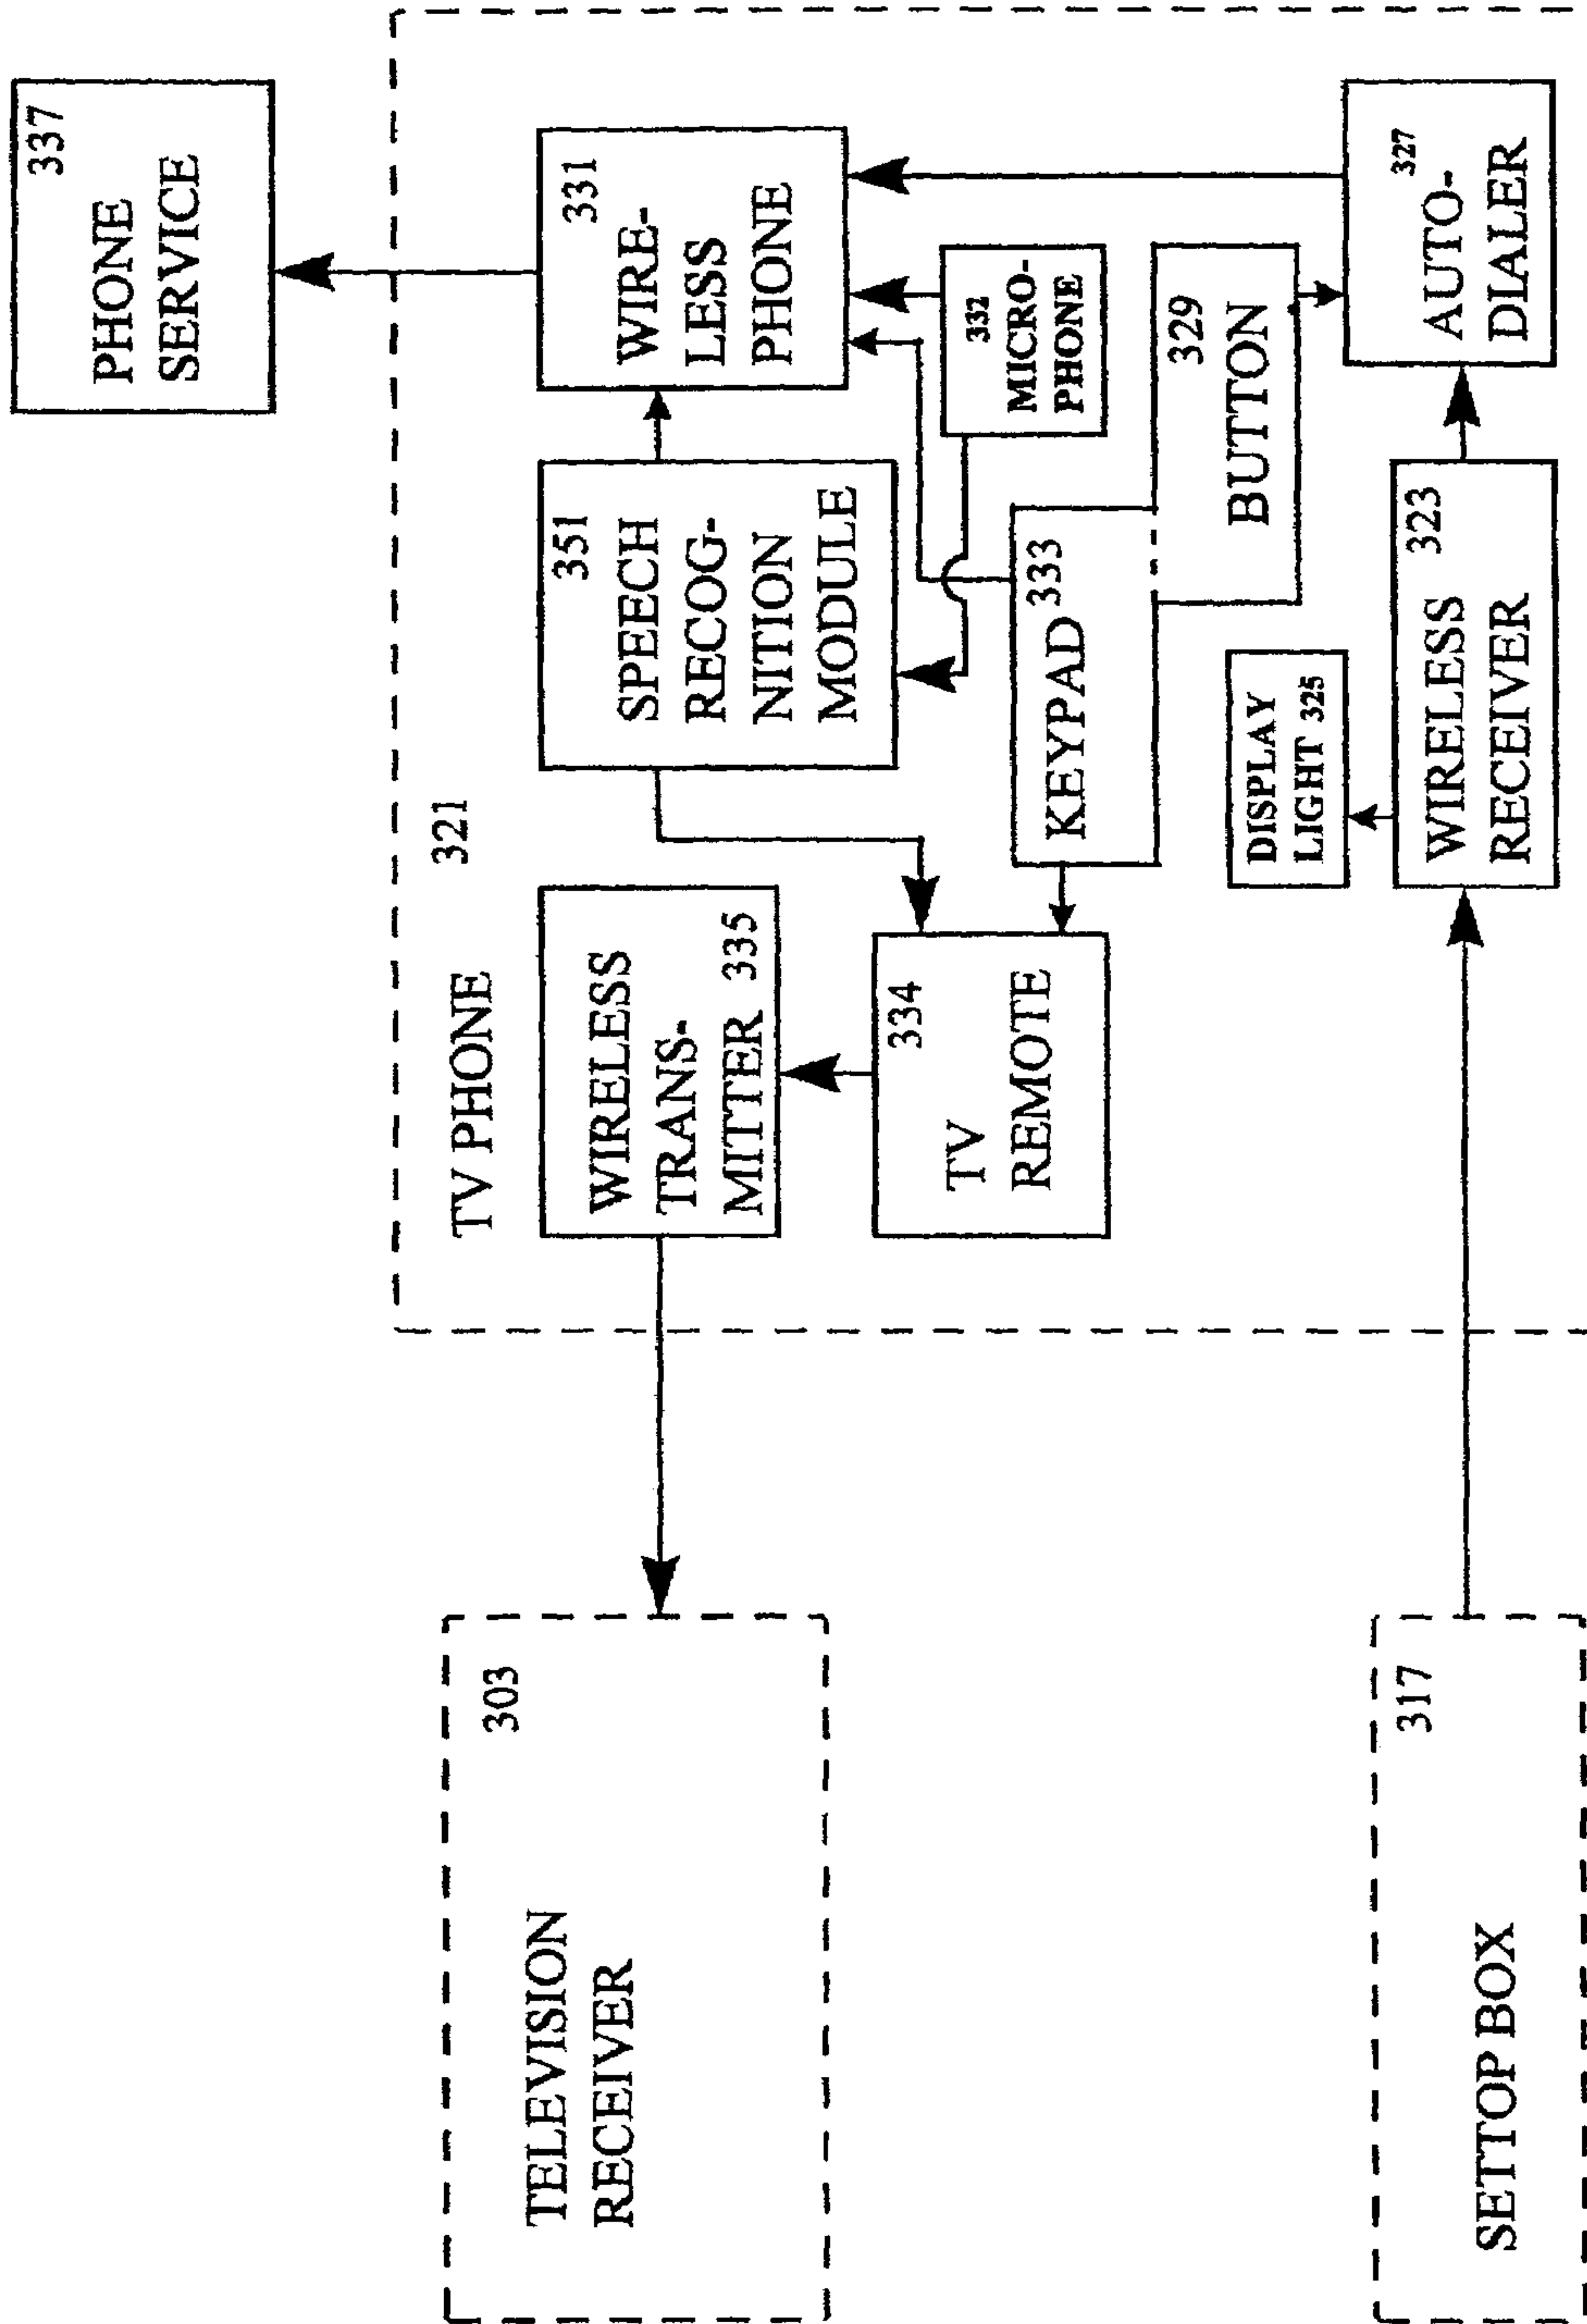 337
PHONE
SERVICE
TV PHONE 321
WIRELESS
TRANS-
MITTER 335
351
SPEECH
RECOG-
NITION
MODULE
331
WIRE-
LESS
PHONE
303
TELEVISION
RECEIVER
334
TV
REMOTE
KEYPAD 333
332
MICRO-
PHONE
329
BUTTON
DISPLAY
LIGHT 325
317
SETTOP BOX
323
WIRELESS
RECEIVER
327
AUTO-
DIALER